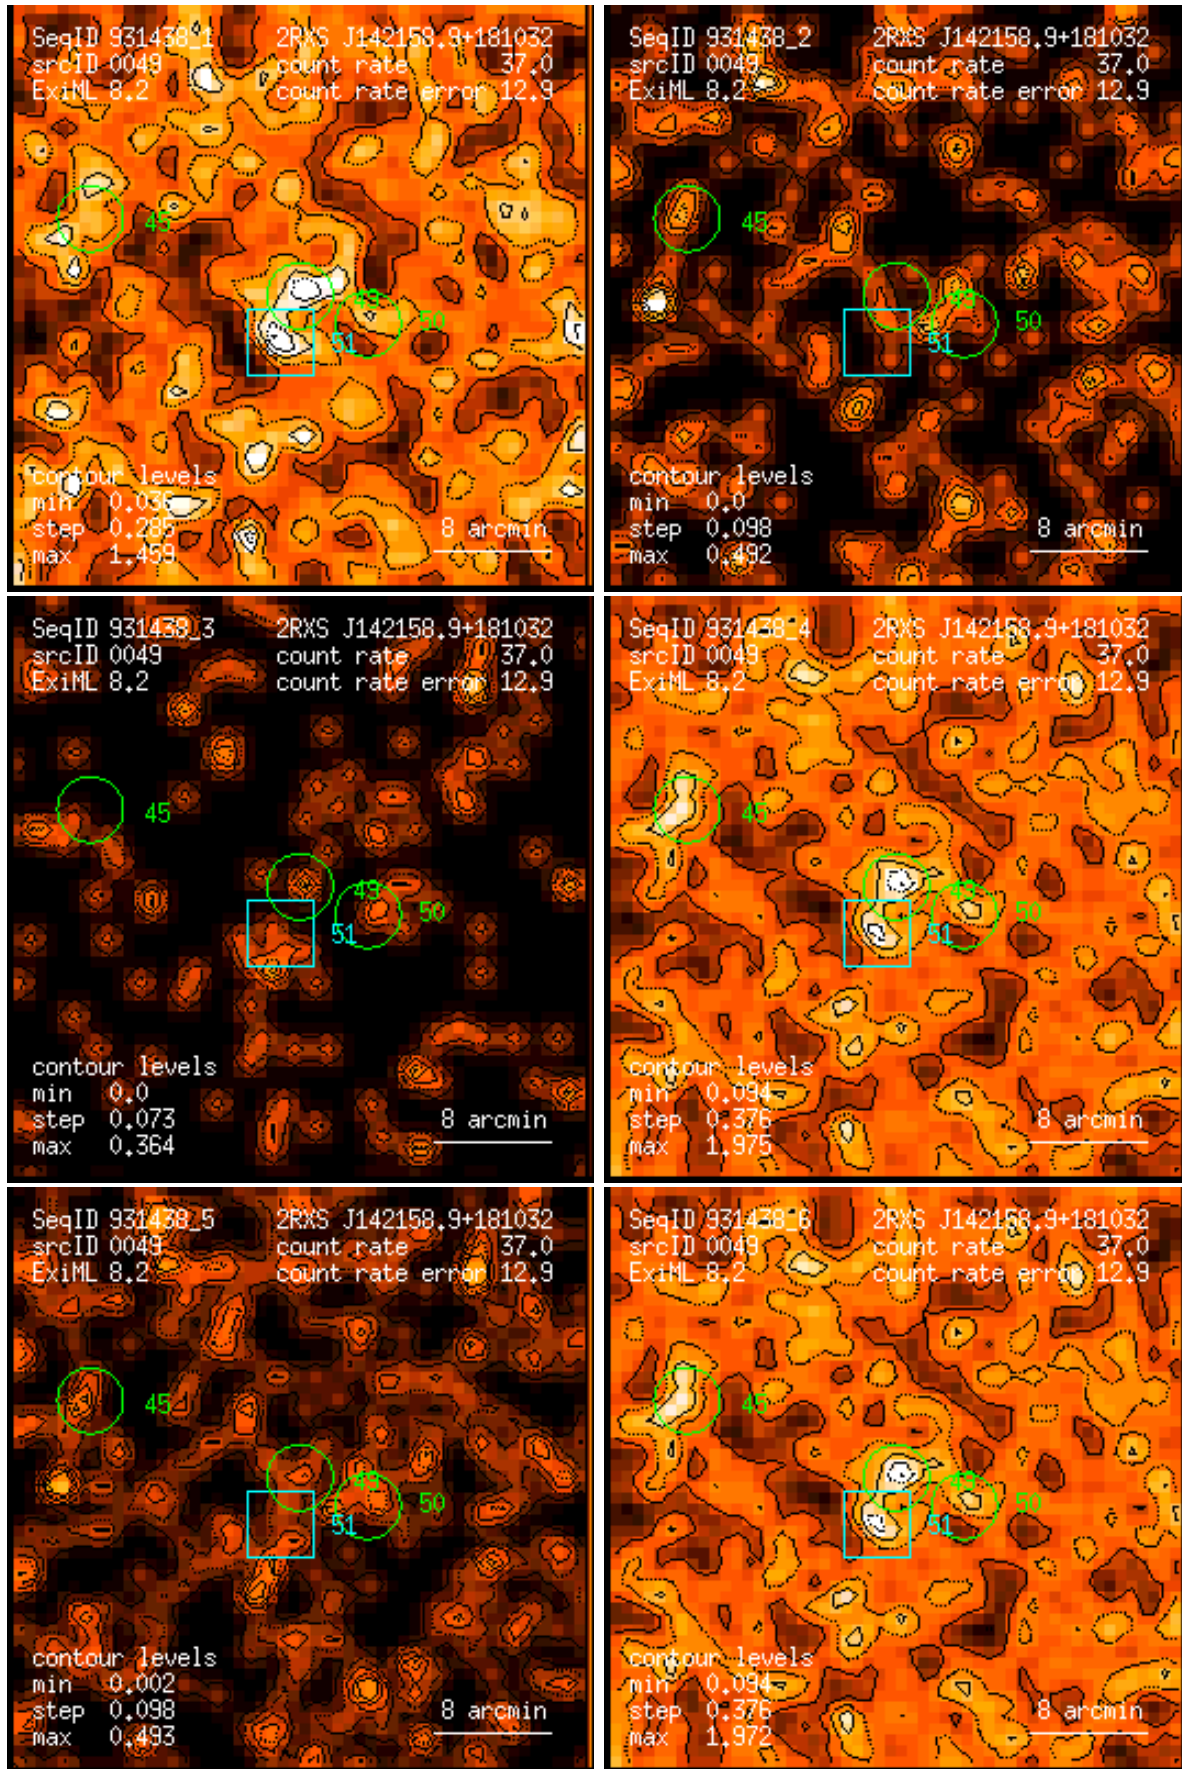 SeqID 931438_1 2RXS J142158.9+181032
srcID 0049 count rate 37.0
ExiML 8.2 count rate error 12.9
45
49
50
51
contour levels
min 0.036
step 0.285
max 1.459
8 arcmin
SeqID 931438_2 2RXS J142158.9+181032
srcID 0049 count rate 37.0
ExiML 8.2 count rate error 12.9
45
49
50
51
contour levels
min 0.0
step 0.098
max 0.492
8 arcmin
SeqID 931438_3 2RXS J142158.9+181032
srcID 0049 count rate 37.0
ExiML 8.2 count rate error 12.9
45
49
50
51
contour levels
min 0.0
step 0.073
max 0.364
8 arcmin
SeqID 931438_4 2RXS J142158.9+181032
srcID 0049 count rate 37.0
ExiML 8.2 count rate error 12.9
45
49
50
51
contour levels
min 0.094
step 0.376
max 1.975
8 arcmin
SeqID 931438_5 2RXS J142158.9+181032
srcID 0049 count rate 37.0
ExiML 8.2 count rate error 12.9
45
49
50
51
contour levels
min 0.002
step 0.098
max 0.493
8 arcmin
SeqID 931438_6 2RXS J142158.9+181032
srcID 0049 count rate 37.0
ExiML 8.2 count rate error 12.9
45
49
50
51
contour levels
min 0.094
step 0.376
max 1.972
8 arcmin